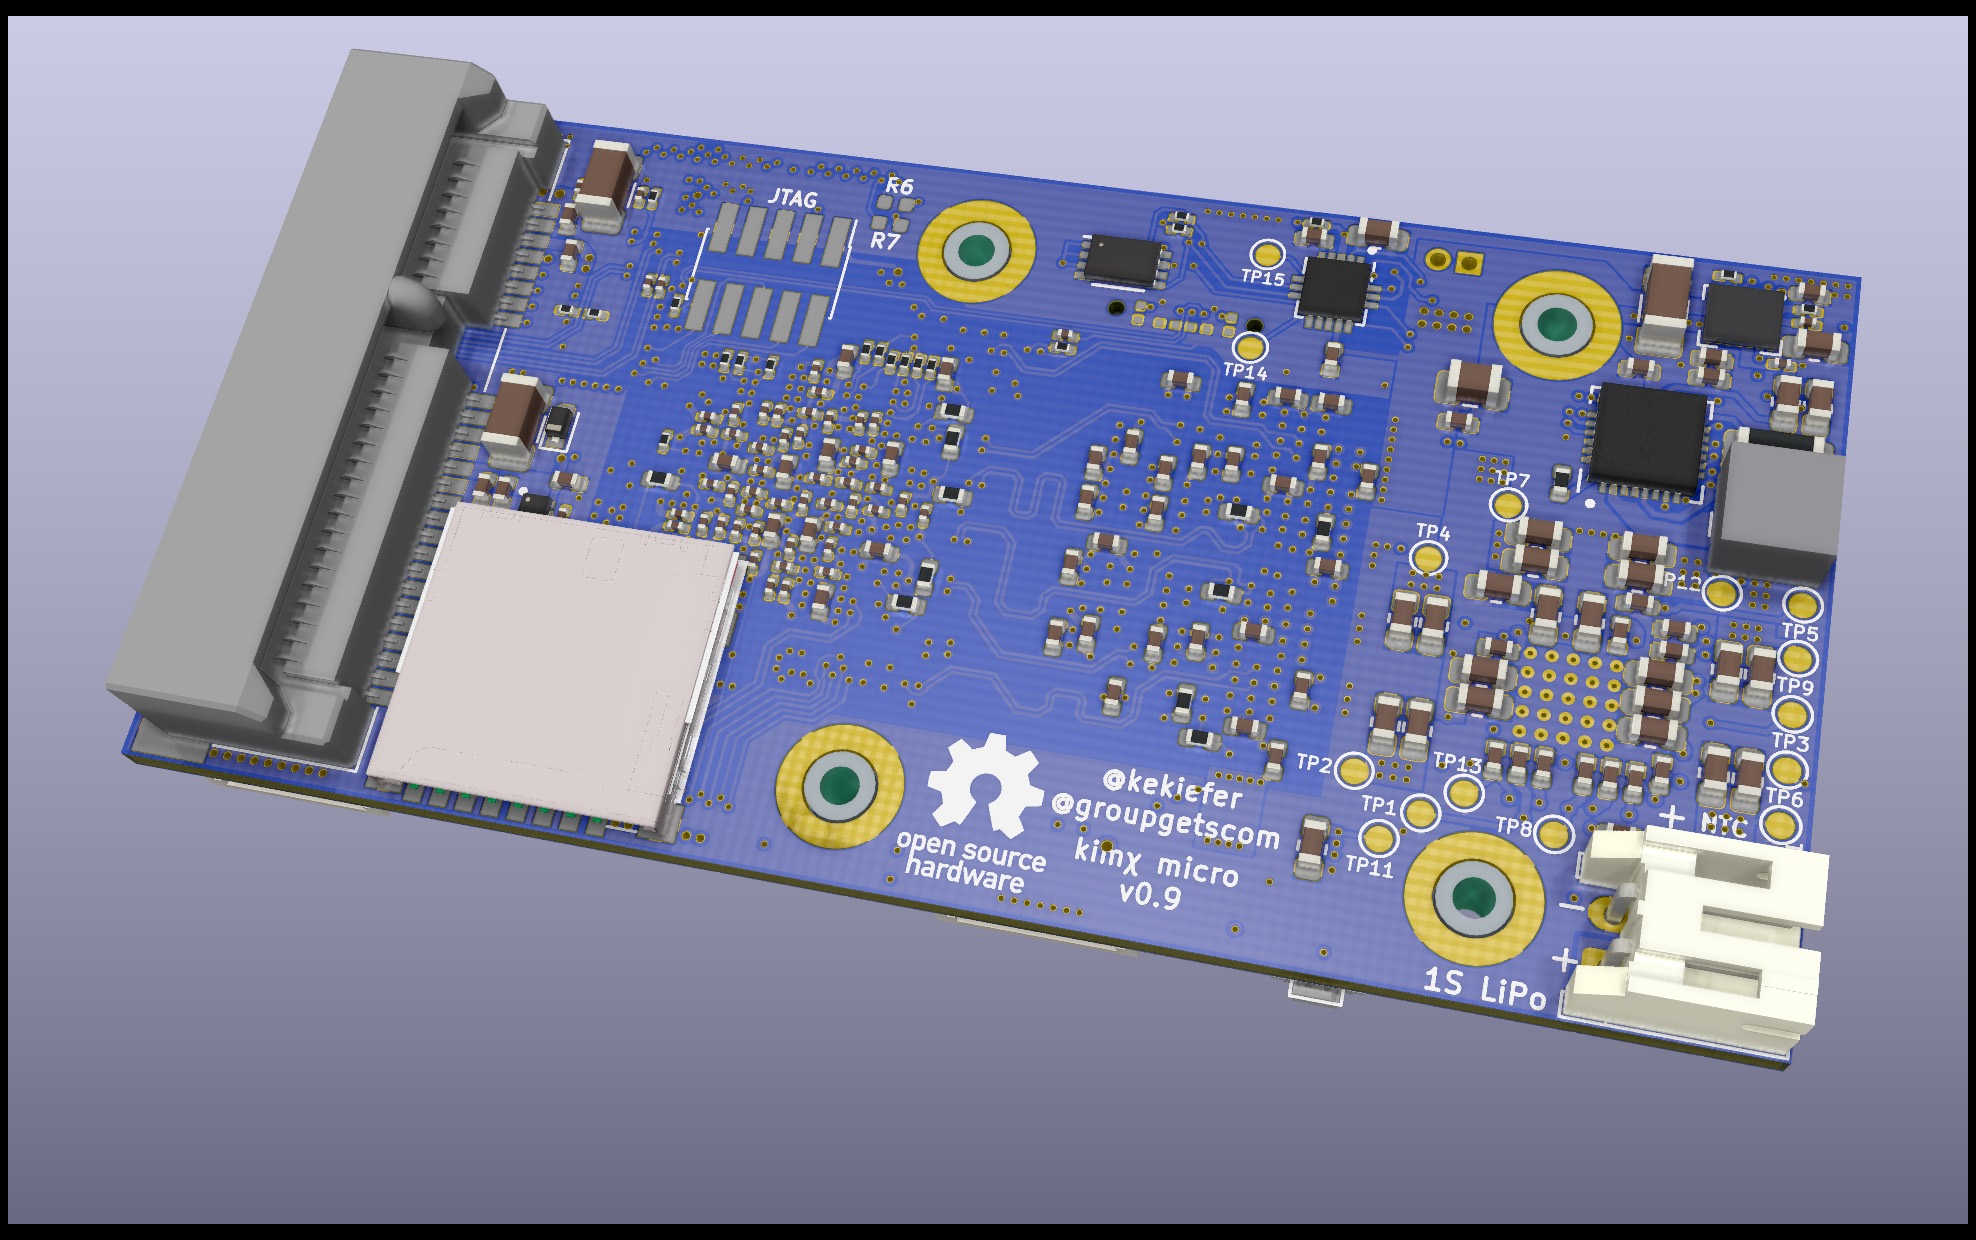 JTAG
R6
R7
TP15
TP14
TP7
TP4
TP5
TP9
TP3
TP2
TP13
TP6
TP1
TP8
TP11
+
NTC
open source
hardware
@kekiefer
@groupgetscom
kimχ micro
v0.9
−
+
1S LiPo